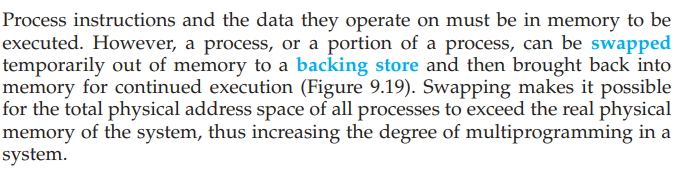 Process instructions and the data they operate on must be in memory to be
executed. However, a process, or a portion of a process, can be swapped
temporarily out of memory to a backing store and then brought back into
memory for continued execution (Figure 9.19). Swapping makes it possible
for the total physical address space of all processes to exceed the real physical
memory of the system, thus increasing the degree of multiprogramming in a
system.